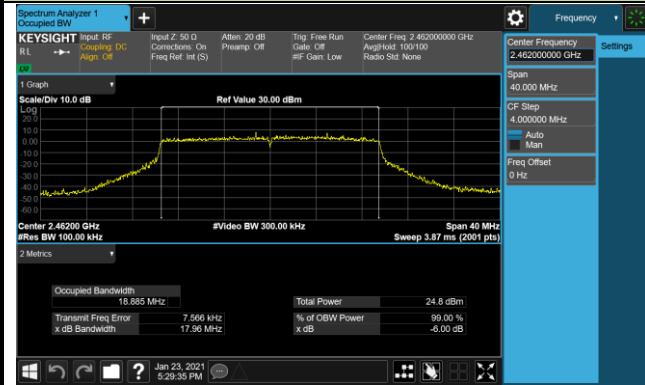 Spectrum Analyzer 1
Occupied BW
+
Frequency
KEYSIGHT
RL
Input: RF
Coupling: DC
Align: Off
Input Z: 50 Ω
Corrections: On
Freq Ref: Int (S)
Atten: 20 dB
Preamp: Off
Trig: Free Run
Gate: Off
#IF Gain: Low
Center Freq: 2.462000000 GHz
Avg|Hold: 100/100
Radio Std: None
Center Frequency
2.462000000 GHz
Settings
Span
40.000 MHz
CF Step
4.000000 MHz
Auto
Man
Freq Offset
0 Hz
1 Graph
Scale/Div 10.0 dB
Ref Value 30.00 dBm
Log
20.0
10.0
0.00
-10.0
-20.0
-30.0
-40.0
-50.0
-60.0
Center 2.46200 GHz
#Video BW 300.00 kHz
Span 40 MHz
#Res BW 100.00 kHz
Sweep 3.87 ms (2001 pts)
2 Metrics
Occupied Bandwidth
18.885 MHz
Total Power
24.8 dBm
Transmit Freq Error
7.566 kHz
% of OBW Power
99.00 %
x dB Bandwidth
17.96 MHz
x dB
-6.00 dB
?
Jan 23, 2021
5:29:35 PM